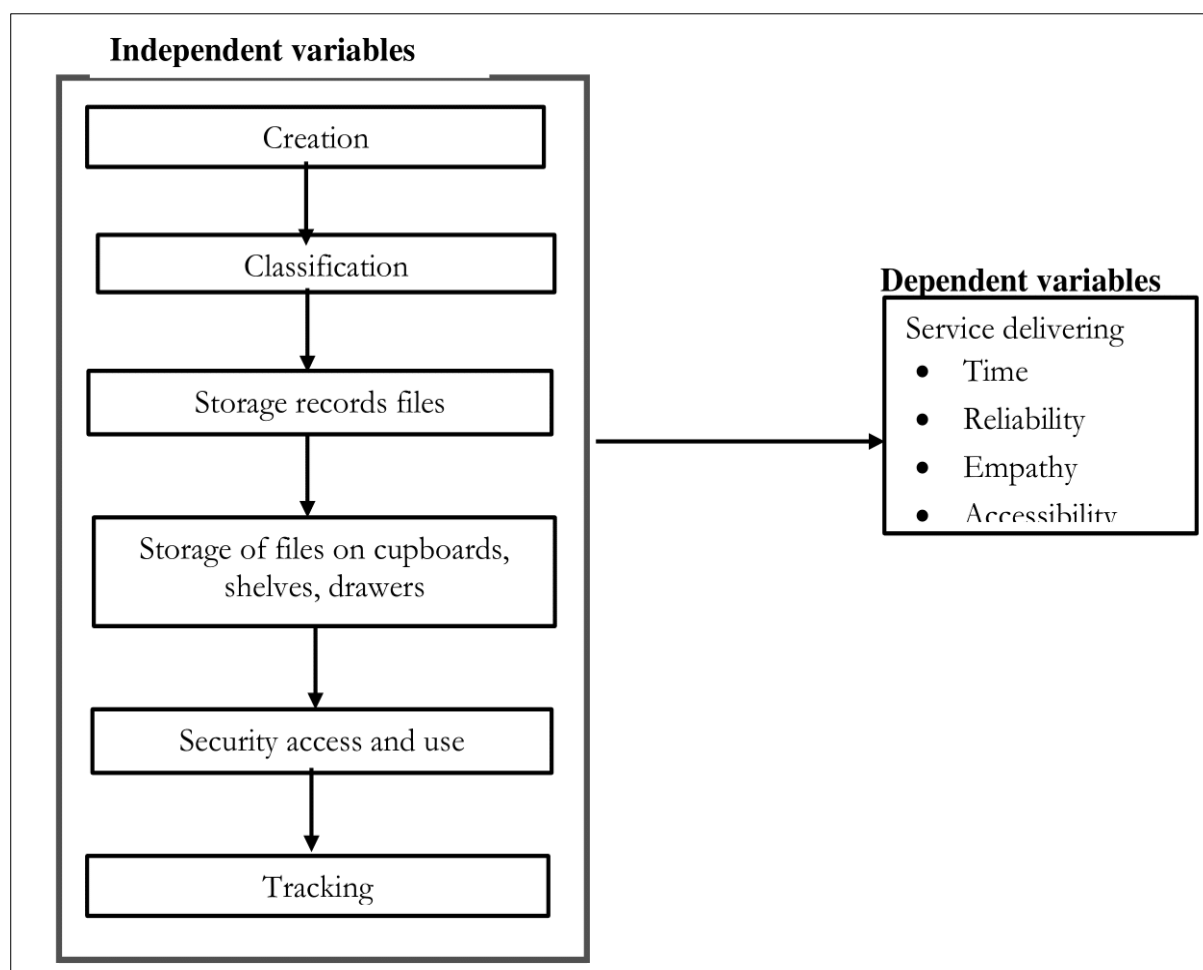 Independent variables
Creation
Classification
Storage records files
Storage of files on cupboards,
shelves, drawers
Security access and use
Tracking
Dependent variables
Service delivering
• Time
• Reliability
• Empathy
• Accessibility